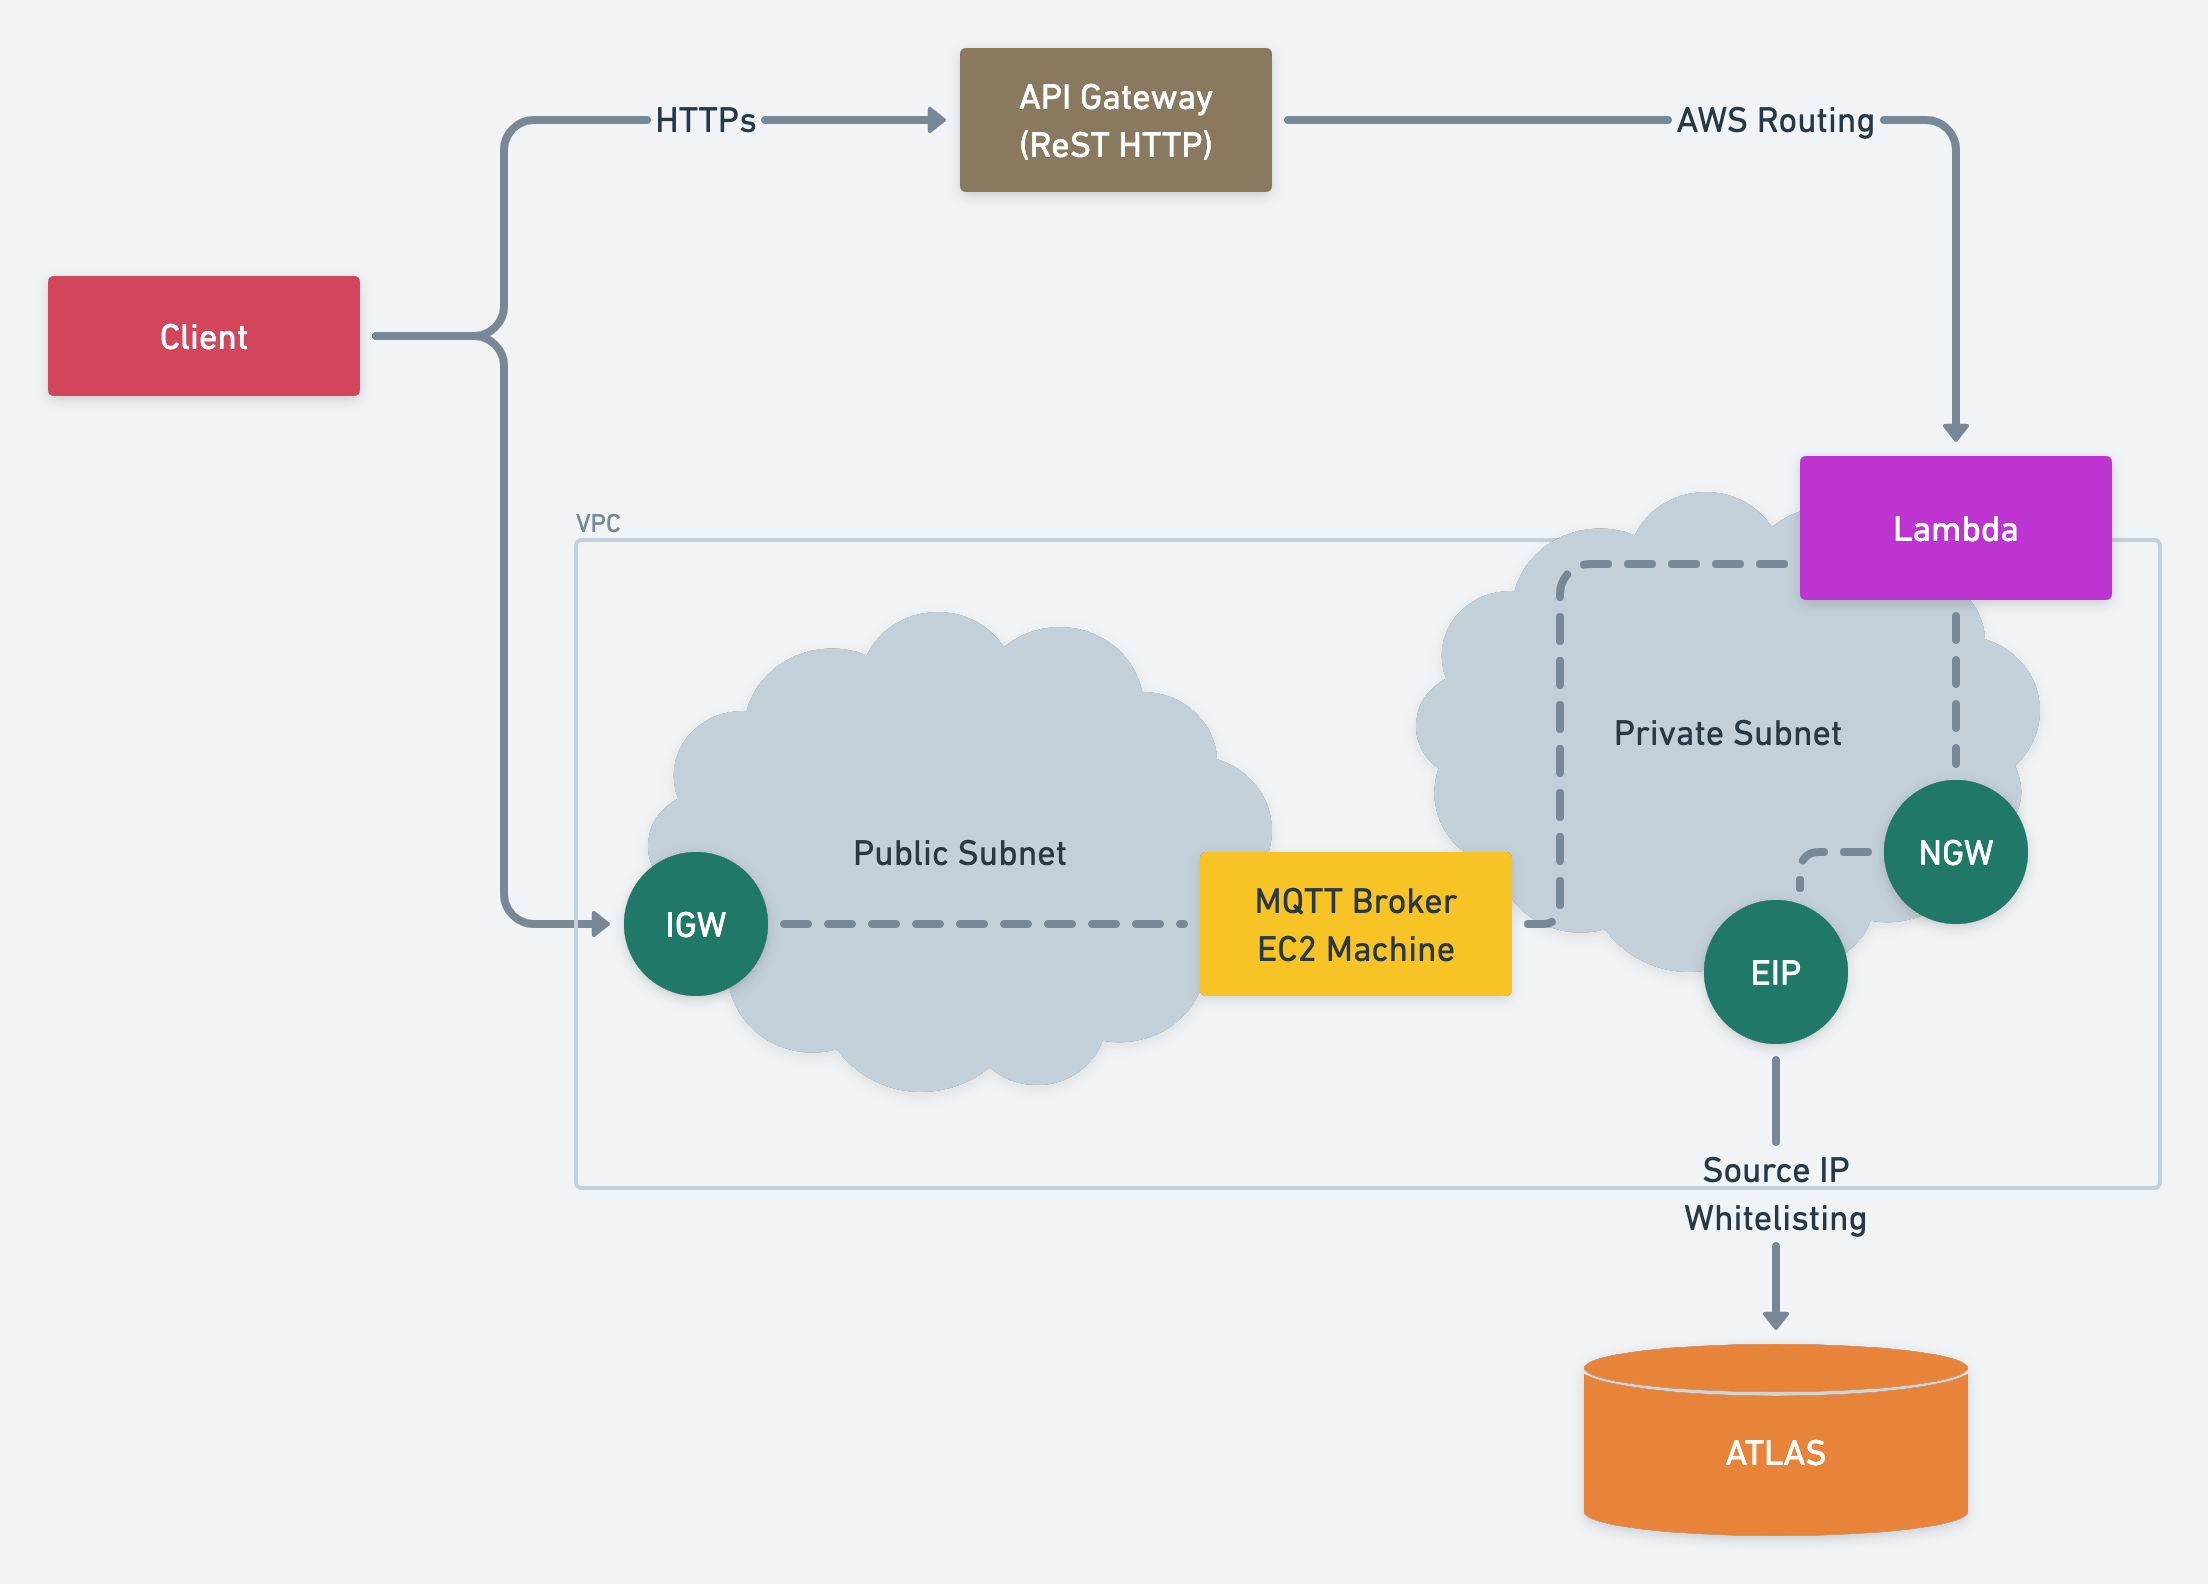 API Gateway
(ReST HTTP)
HTTPs
AWS Routing
Client
VPC
Lambda
Private Subnet
Public Subnet
NGW
MQTT Broker
EC2 Machine
IGW
EIP
Source IP
Whitelisting
ATLAS